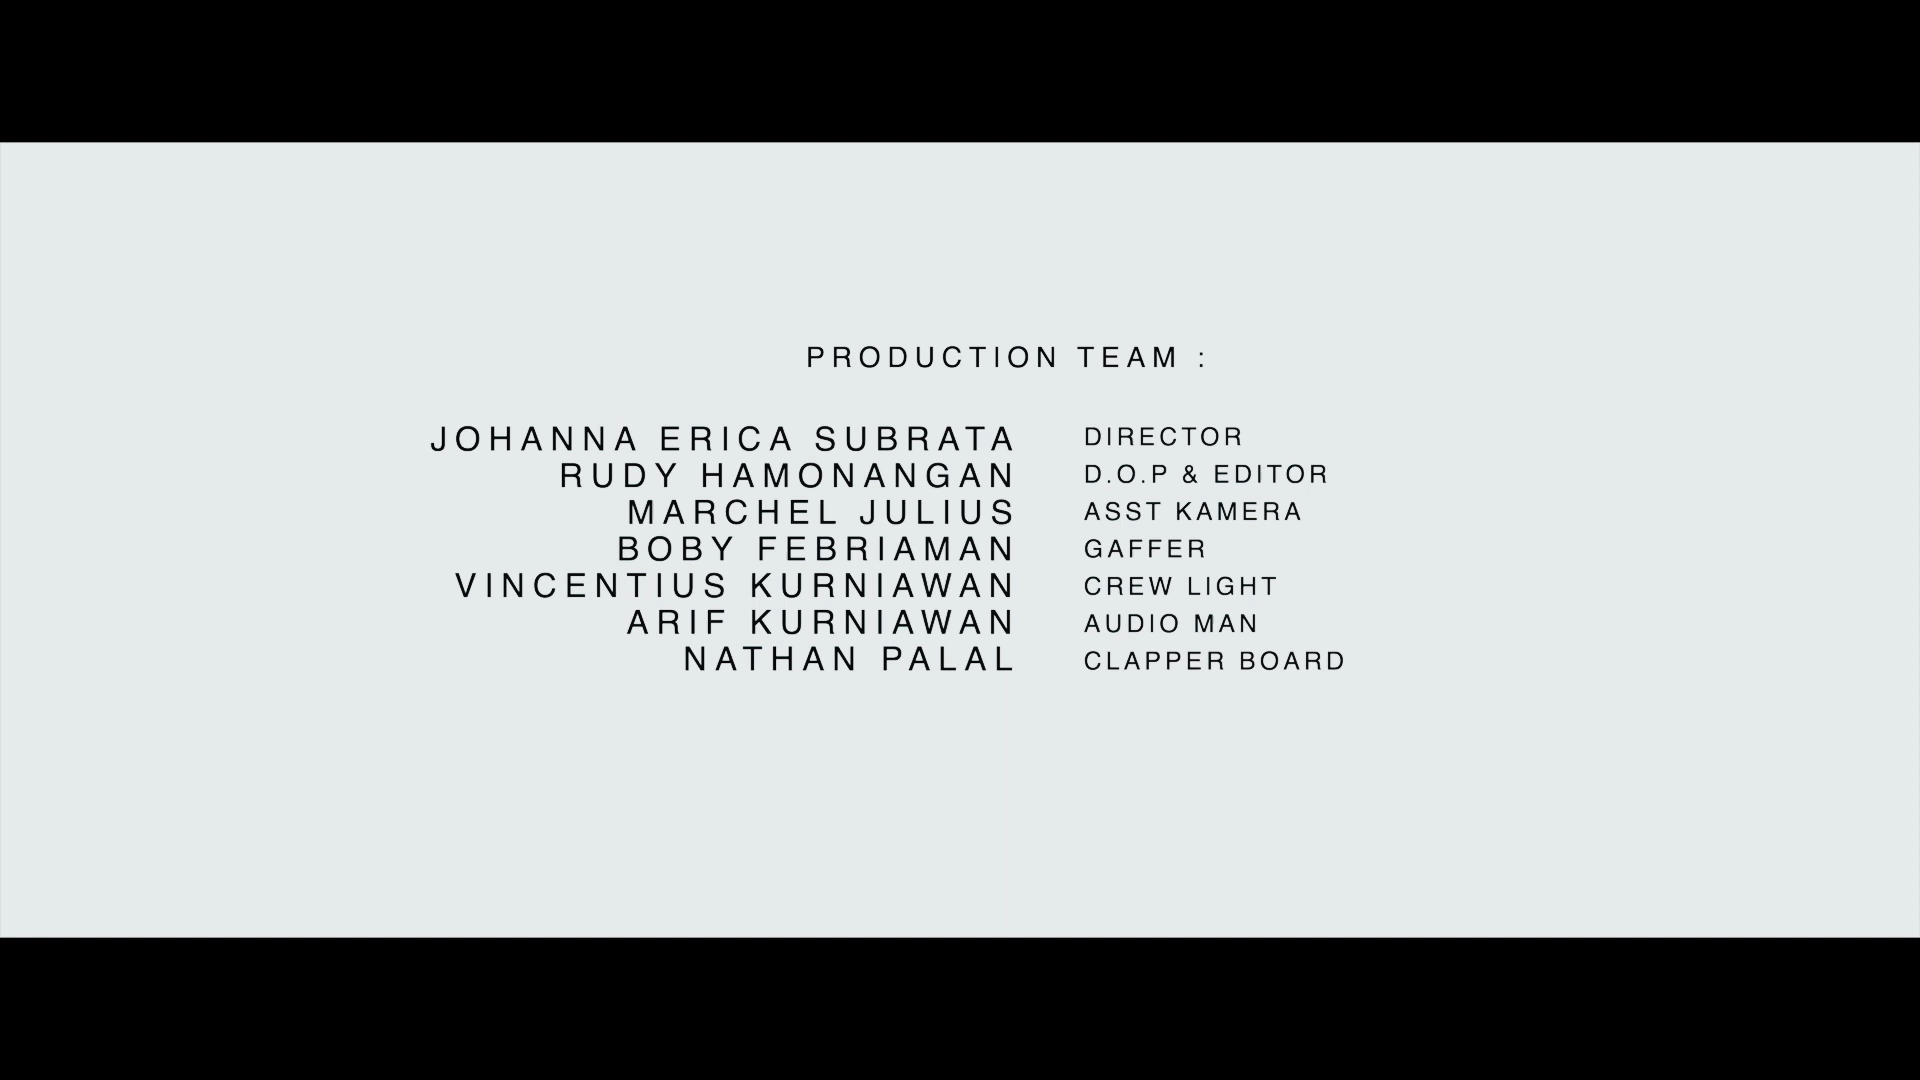 PRODUCTION TEAM :
JOHANNA ERICA SUBRATA DIRECTOR
RUDY HAMONANGAN D.O.P & EDITOR
MARCHEL JULIUS ASST KAMERA
BOBY FEBRIAMAN GAFFER
VINCENTIUS KURNIAWAN CREW LIGHT
ARIF KURNIAWAN AUDIO MAN
NATHAN PALAL CLAPPER BOARD